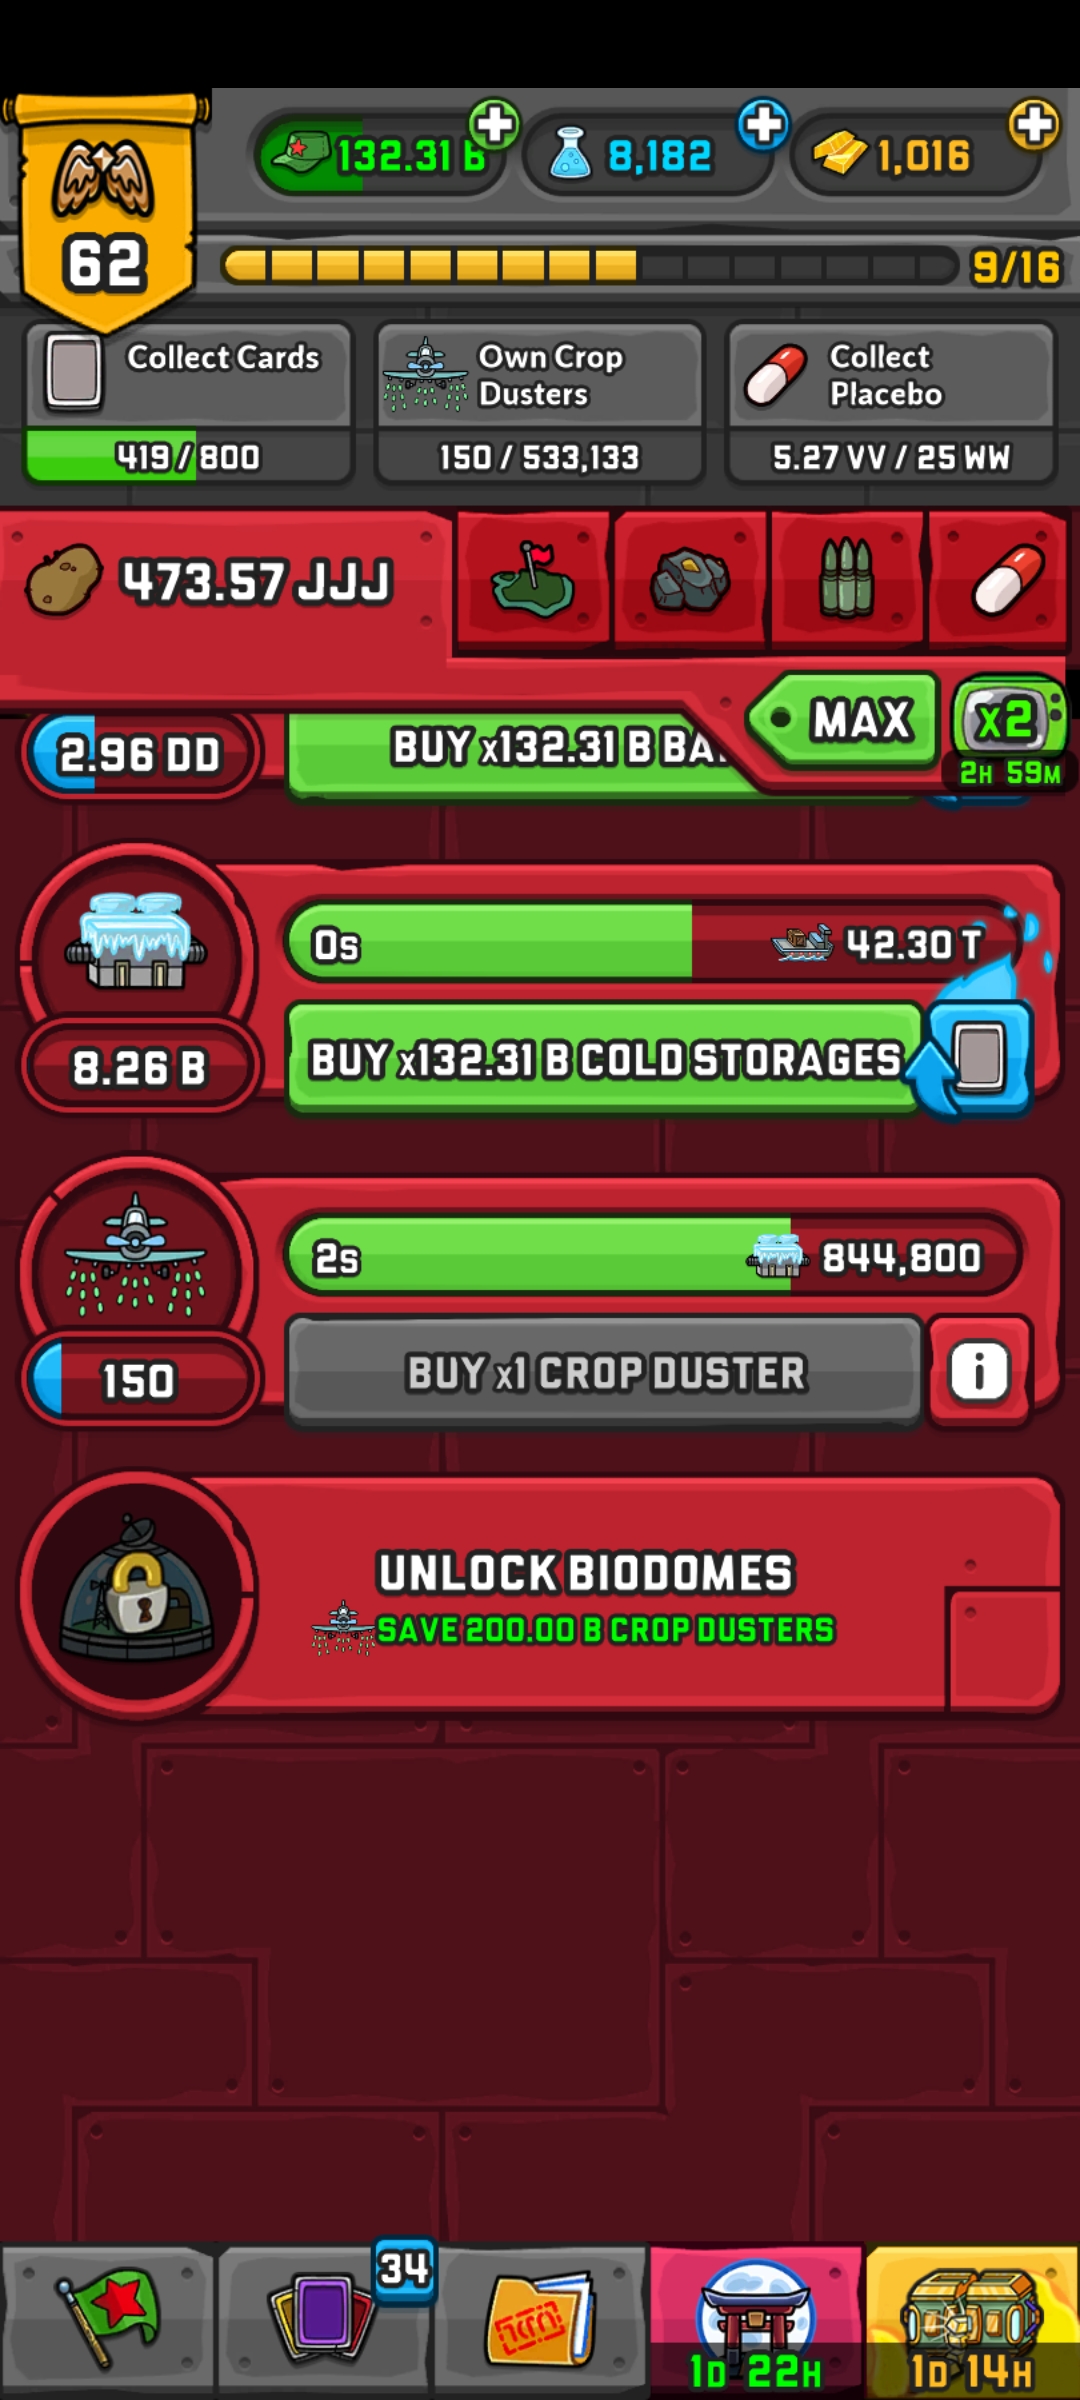 132.31 B
8,182
1,016
62
9/16
Collect Cards
419 / 800
Own Crop
Dusters
150 / 533,133
Collect
Placebo
5.27 VV / 25 WW
473.57 JJJ
MAX
x2
2H 59M
2.96 DD
BUY x132.31 B BA
0s
42.30 T
8.26 B
BUY x132.31 B COLD STORAGES
2s
844,800
150
BUY x1 CROP DUSTER
i
UNLOCK BIODOMES
SAVE 200.00 B CROP DUSTERS
34
1D 22H
1D 14H